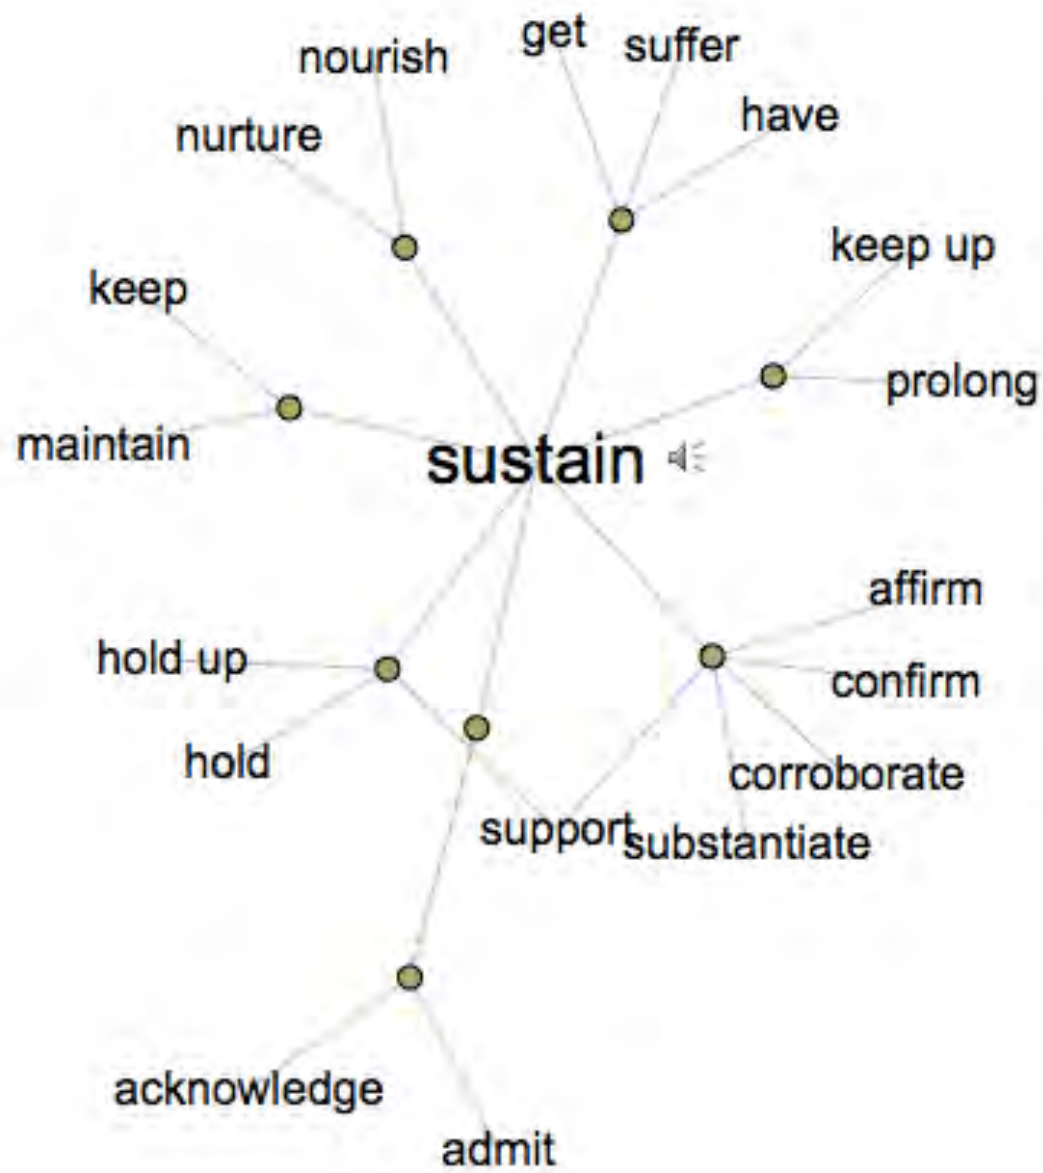 get
suffer
nourish
have
nurture
keep up
keep
prolong
maintain
sustain
affirm
hold up
confirm
hold
corroborate
support
substantiate
acknowledge
admit